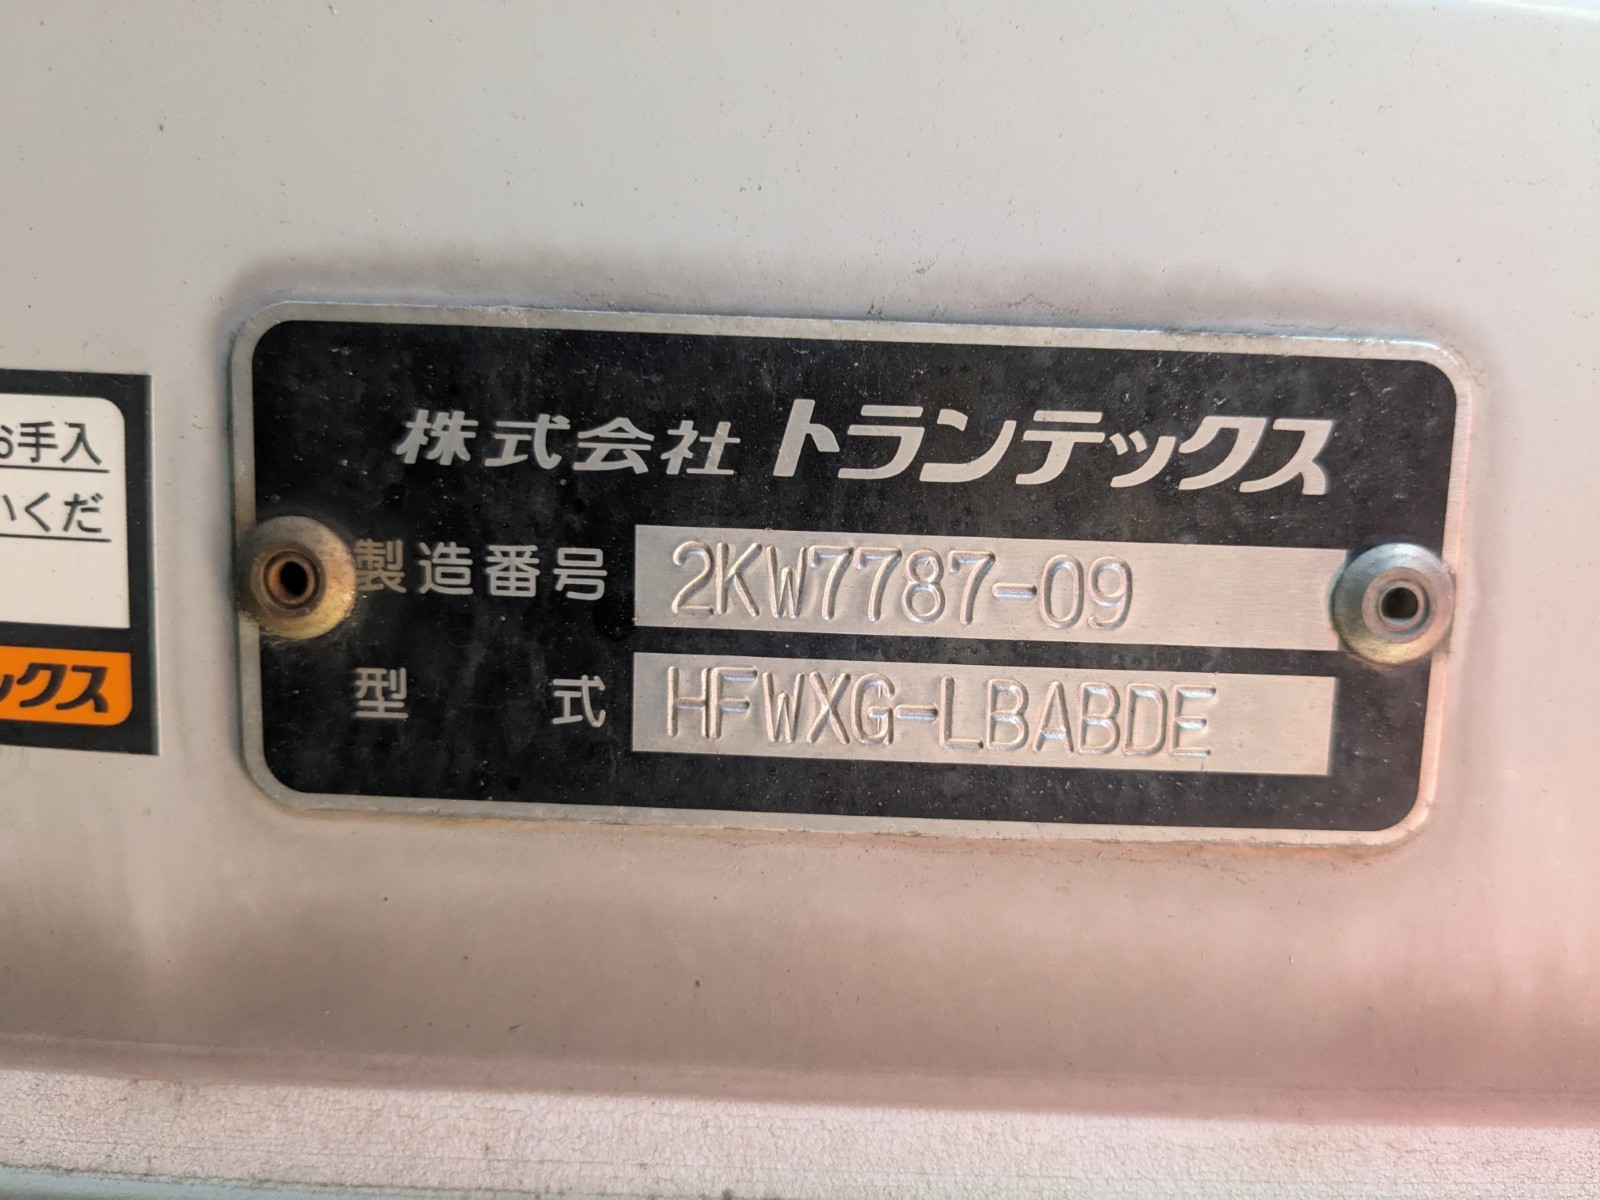 お手入
いくだ
ックス
株式会社 トランテックス
製造番号 2KW7787-09
型式 HFWXG-LBABDE